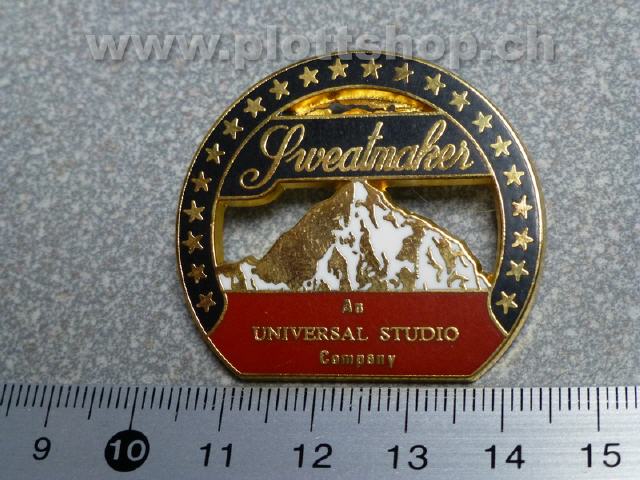 www.plottshop.ch
Sweatmaker
An
UNIVERSAL STUDIO
Company
9 10 11 12 13 14 15